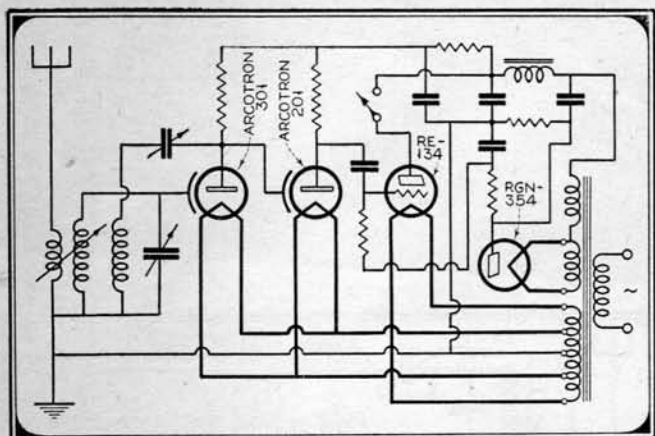 ARCOTRON
301
ARCOTRON
201
RE-
134
RGN-
354
~